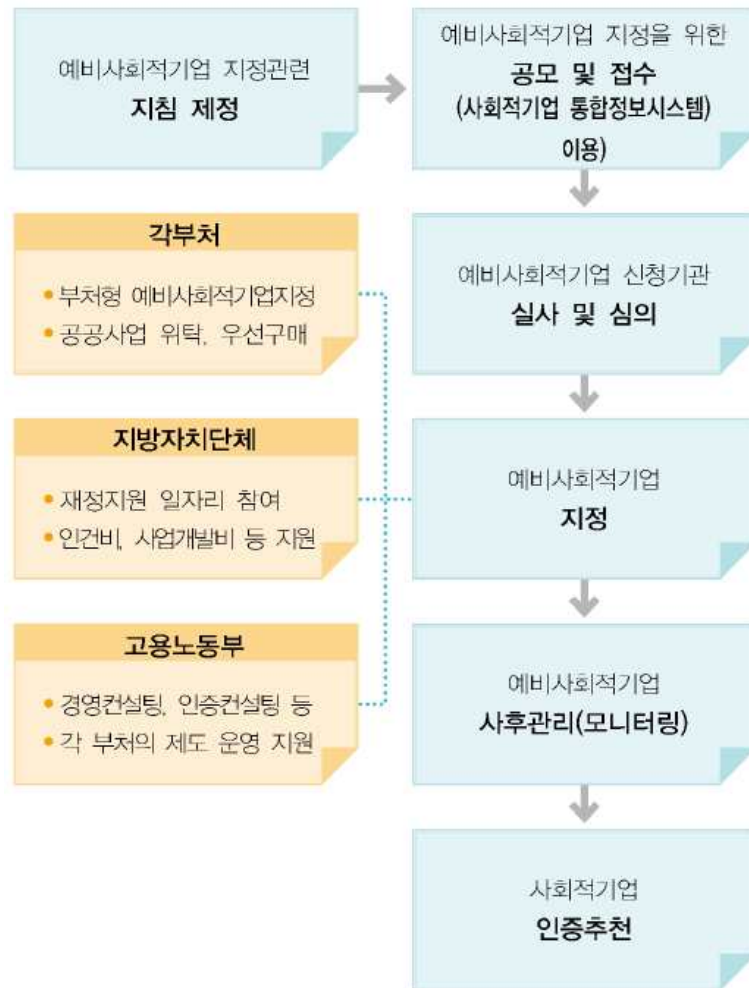 예비사회적기업 지정관련
지침 제정
예비사회적기업 지정을 위한
공모 및 접수
(사회적기업 통합정보시스템)
이용)
각부처
• 부처형 예비사회적기업지정
• 공공사업 위탁, 우선구매
예비사회적기업 신청기관
실사 및 심의
지방자치단체
• 재정지원 일자리 참여
• 인건비, 사업개발비 등 지원
예비사회적기업
지정
고용노동부
• 경영컨설팅, 인증컨설팅 등
• 각 부처의 제도 운영 지원
예비사회적기업
사후관리(모니터링)
사회적기업
인증추천